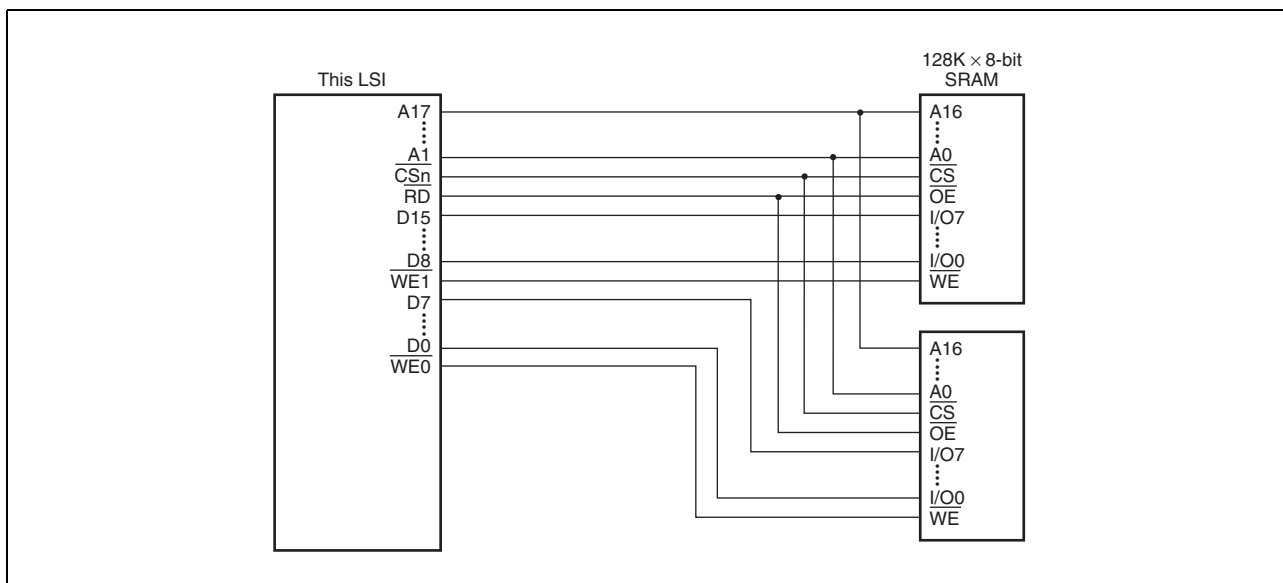 This LSI
A17
A1
CSn
RD
D15
D8
WE1
D7
D0
WE0
128K × 8-bit
SRAM
A16
A0
CS
OE
I/O7
I/O0
WE
A16
A0
CS
OE
I/O7
I/O0
WE